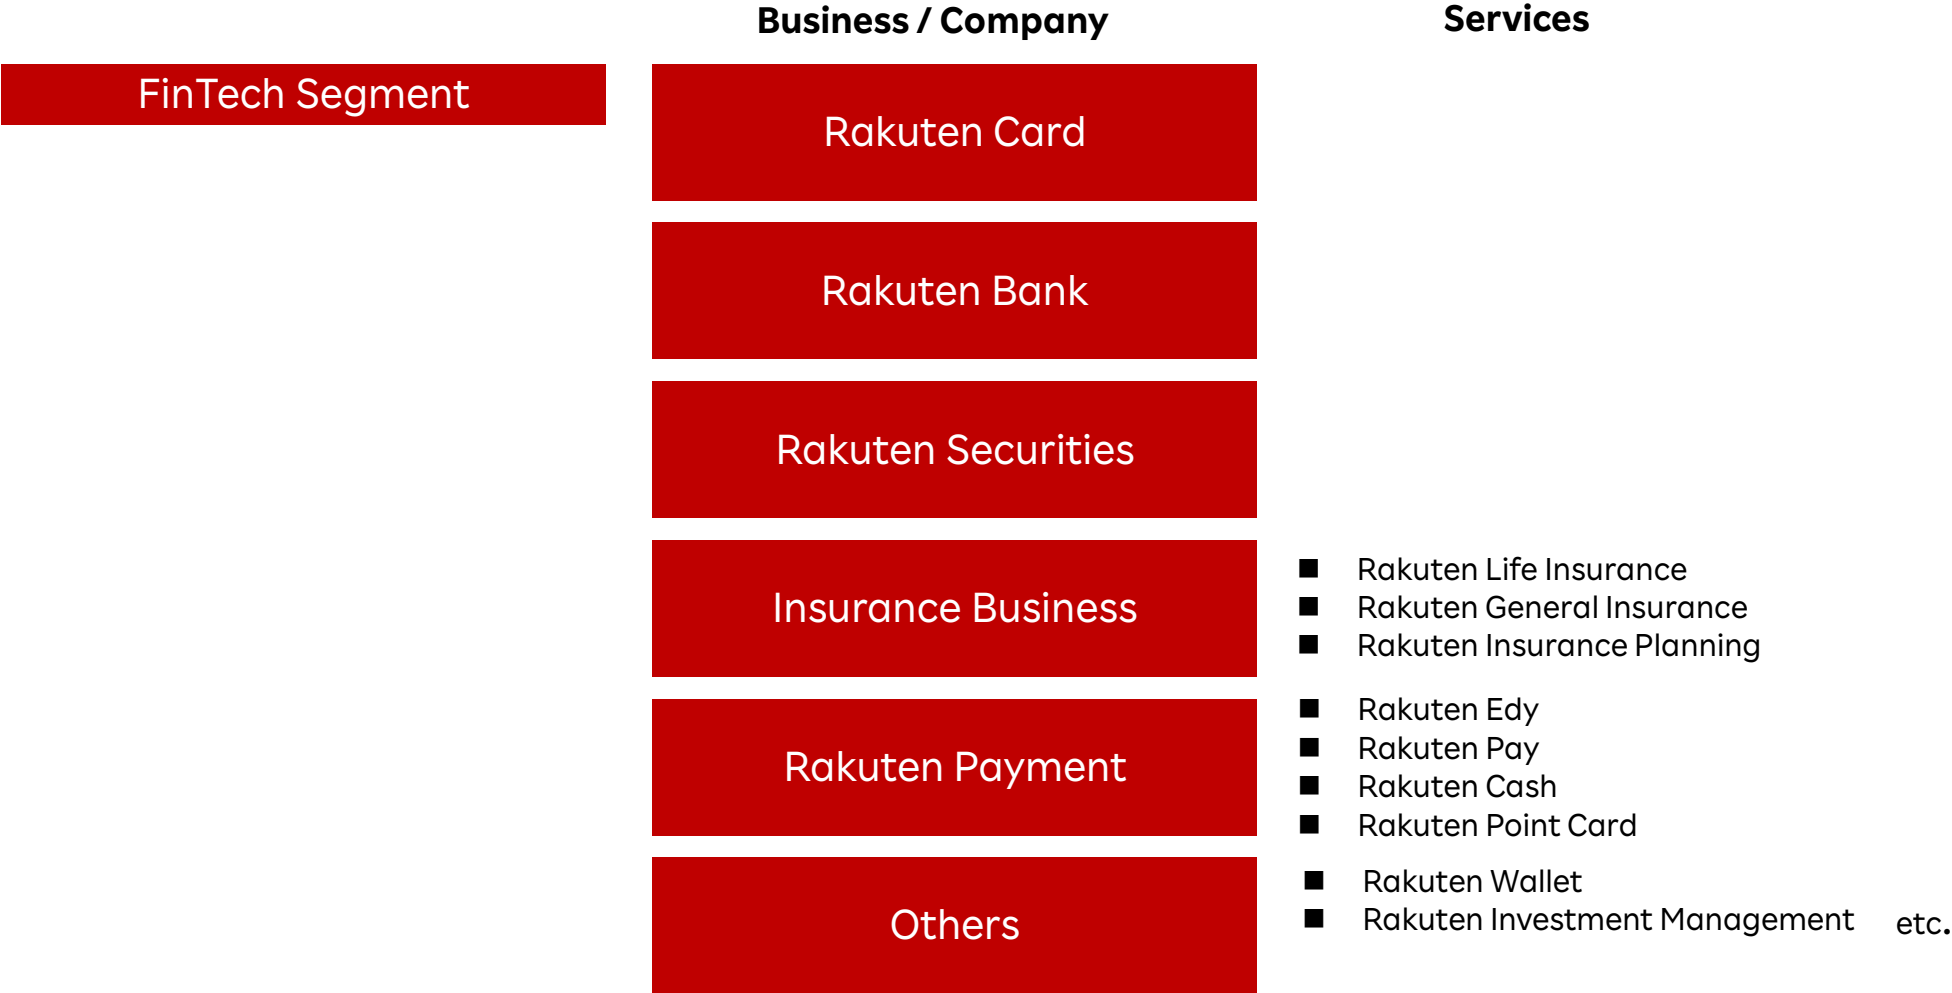 Business / Company
Services
FinTech Segment
Rakuten Card
Rakuten Bank
Rakuten Securities
Insurance Business
Rakuten Life Insurance
Rakuten General Insurance
Rakuten Insurance Planning
Rakuten Payment
Rakuten Edy
Rakuten Pay
Rakuten Cash
Rakuten Point Card
Others
Rakuten Wallet
Rakuten Investment Management etc.